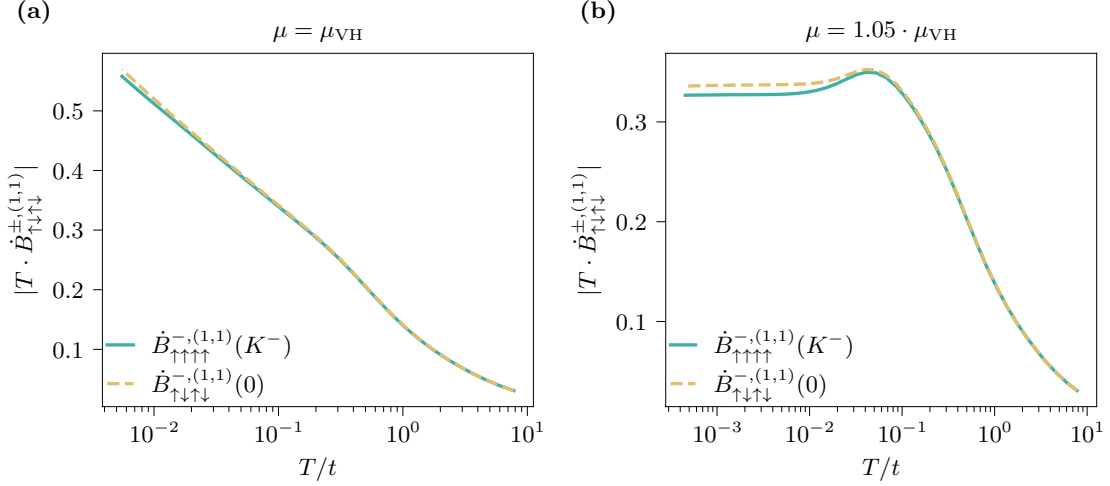 (a)
μ = μ_VH
|T · Ḃ^{±,(1,1)}_{↑↓↑↓}|
0.5
0.4
0.3
0.2
0.1
Ḃ^{−,(1,1)}_{↑↑↑↑}(K^−)
Ḃ^{−,(1,1)}_{↑↓↑↓}(0)
10^{−2}
10^{−1}
10^0
10^1
T/t
(b)
μ = 1.05 · μ_VH
|T · Ḃ^{±,(1,1)}_{↑↓↑↓}|
0.3
0.2
0.1
Ḃ^{−,(1,1)}_{↑↑↑↑}(K^−)
Ḃ^{−,(1,1)}_{↑↓↑↓}(0)
10^{−3}
10^{−2}
10^{−1}
10^0
10^1
T/t